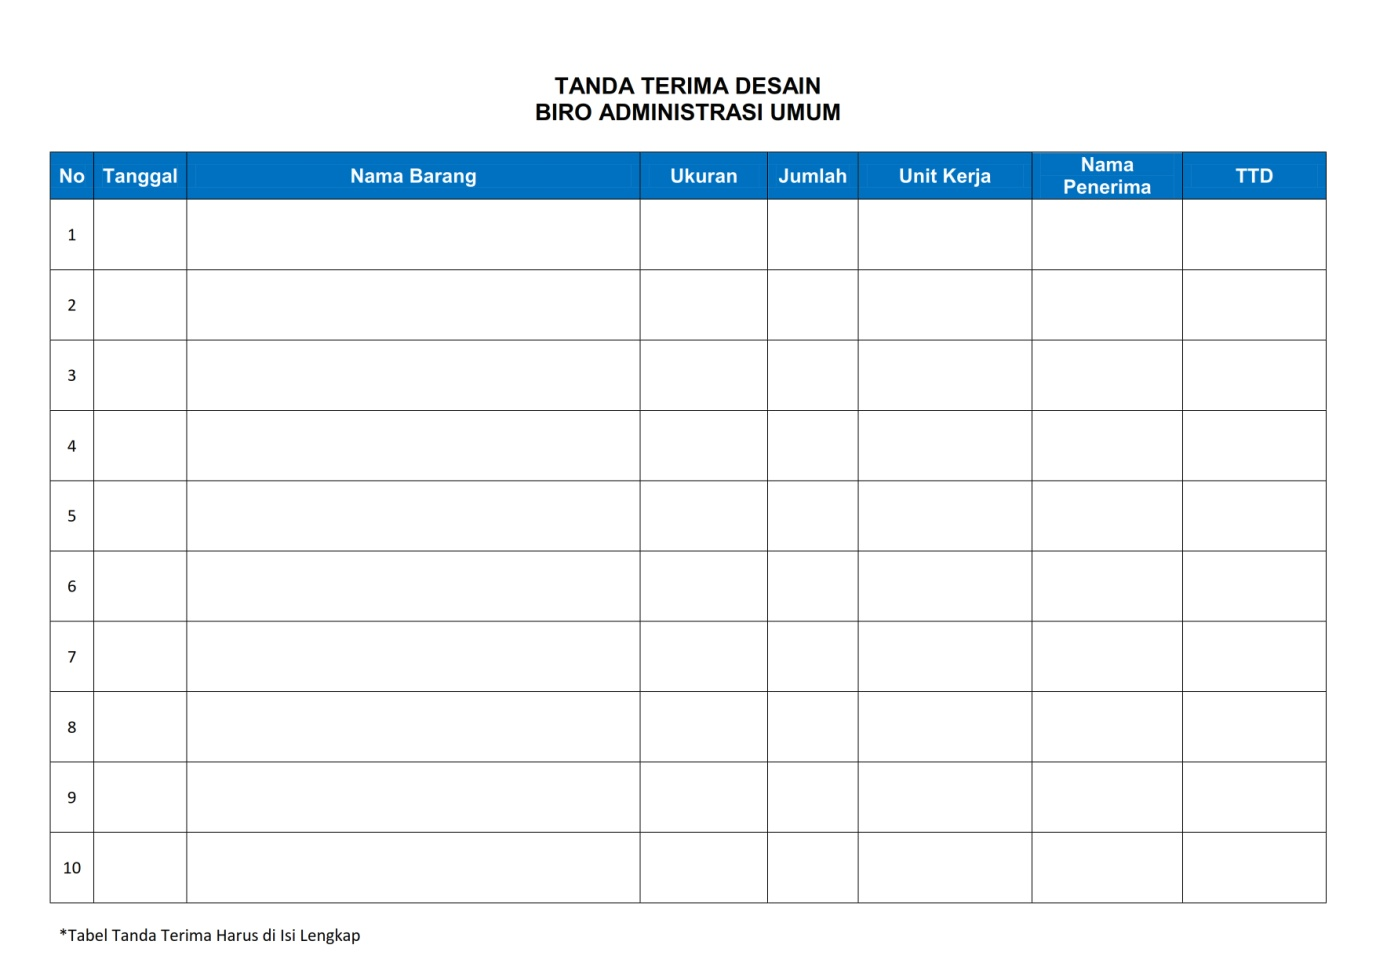 TANDA TERIMA DESAIN
BIRO ADMINISTRASI UMUM
No Tanggal Nama Barang Ukuran Jumlah Unit Kerja Nama Penerima TTD
1
2
3
4
5
6
7
8
9
10
*Tabel Tanda Terima Harus di Isi Lengkap